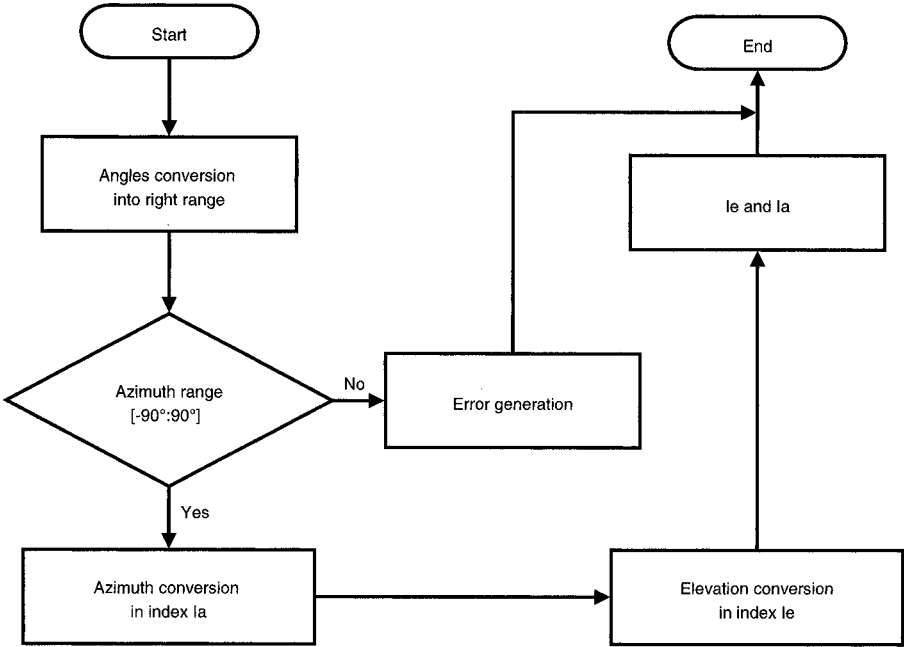 Start
End
Angles conversion
into right range
Ie and Ia
Azimuth range
[-90°:90°]
No
Error generation
Yes
Azimuth conversion
in index Ia
Elevation conversion
in index Ie